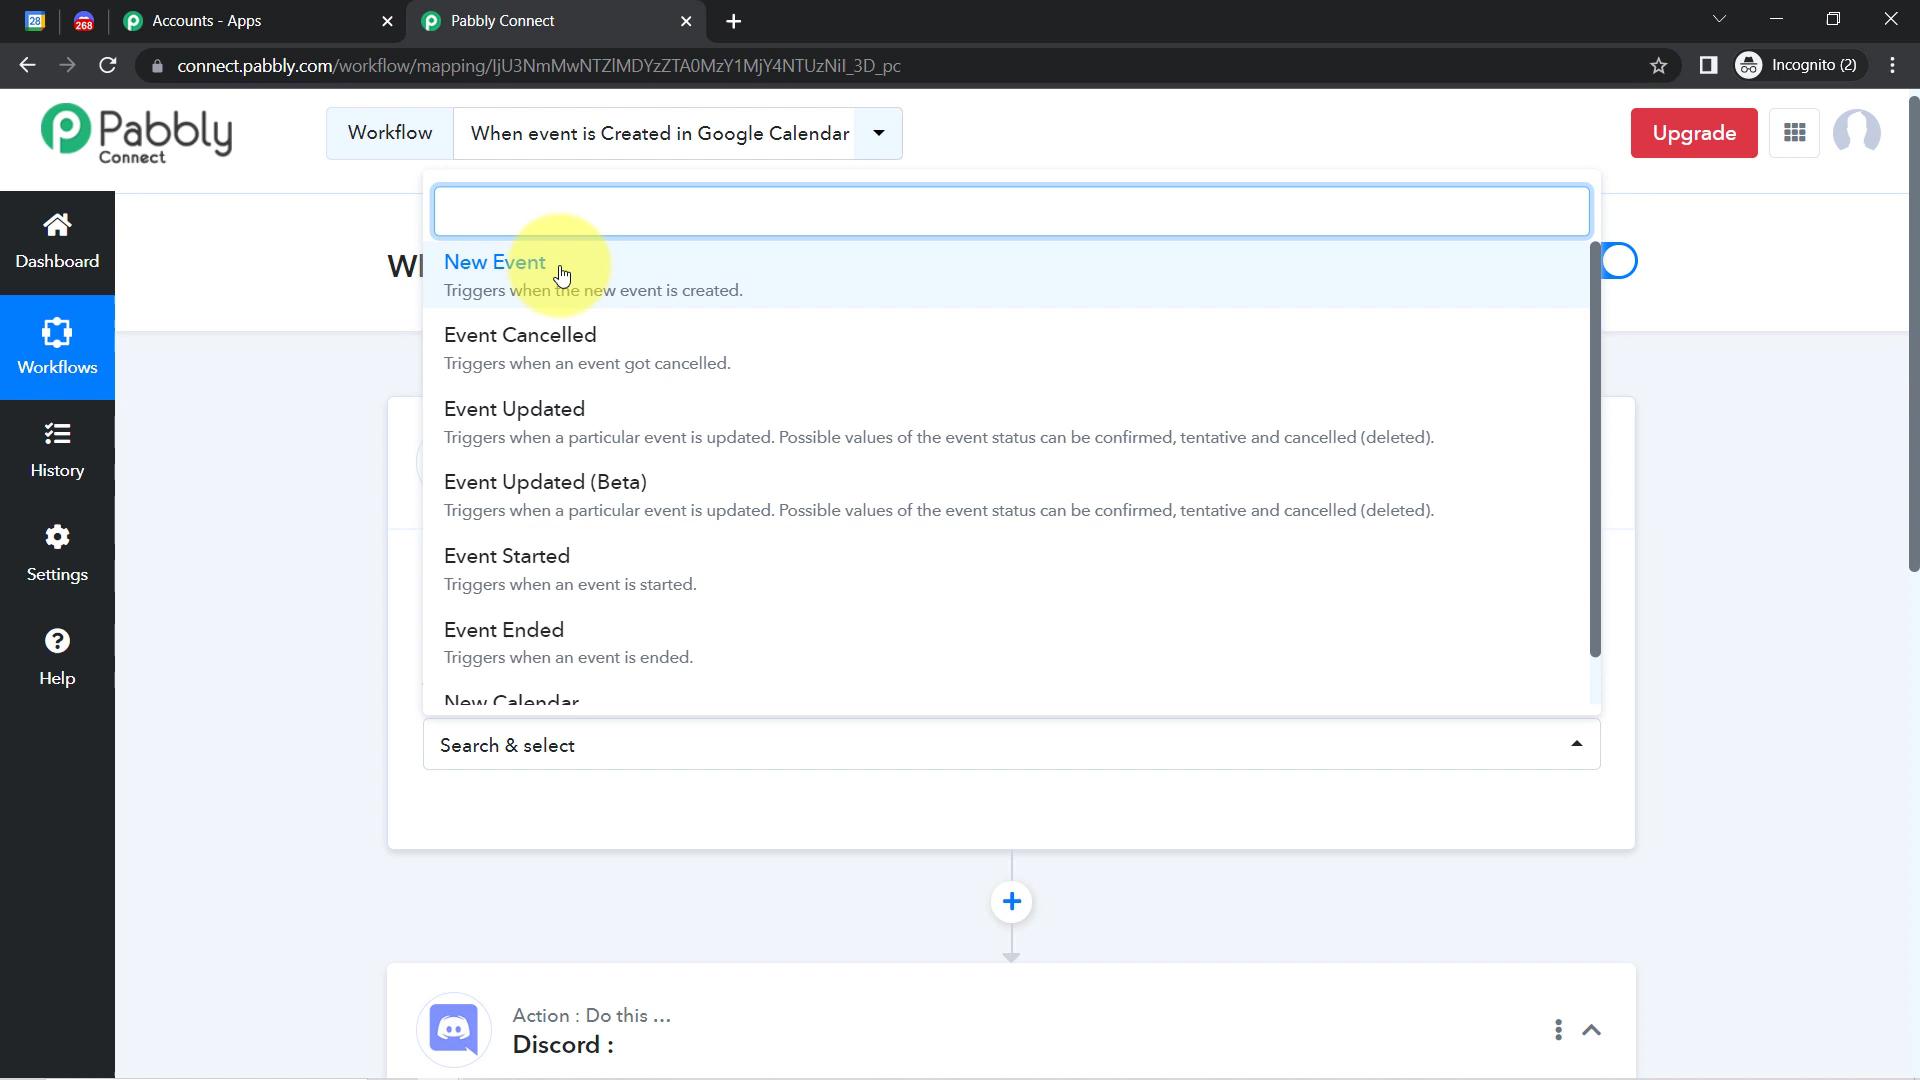 28
268
Accounts - Apps
Pabbly Connect
connect.pabbly.com/workflow/mapping/IjU3NmMwNTZlMDYzZTA0MzY1MjY4NTUzNiI_3D_pc
Incognito (2)
Pabbly
Connect
Workflow
When event is Created in Google Calendar
Upgrade
Dashboard
Workflows
History
Settings
Help
New Event
Triggers when the new event is created.
Event Cancelled
Triggers when an event got cancelled.
Event Updated
Triggers when a particular event is updated. Possible values of the event status can be confirmed, tentative and cancelled (deleted).
Event Updated (Beta)
Triggers when a particular event is updated. Possible values of the event status can be confirmed, tentative and cancelled (deleted).
Event Started
Triggers when an event is started.
Event Ended
Triggers when an event is ended.
New Calendar
Search & select
Action : Do this ...
Discord :